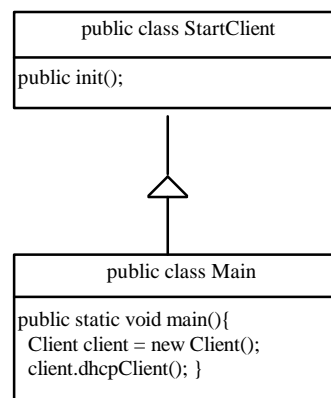 public class StartClient
public init();
public class Main
public static void main(){
Client client = new Client();
client.dhcpClient(); }